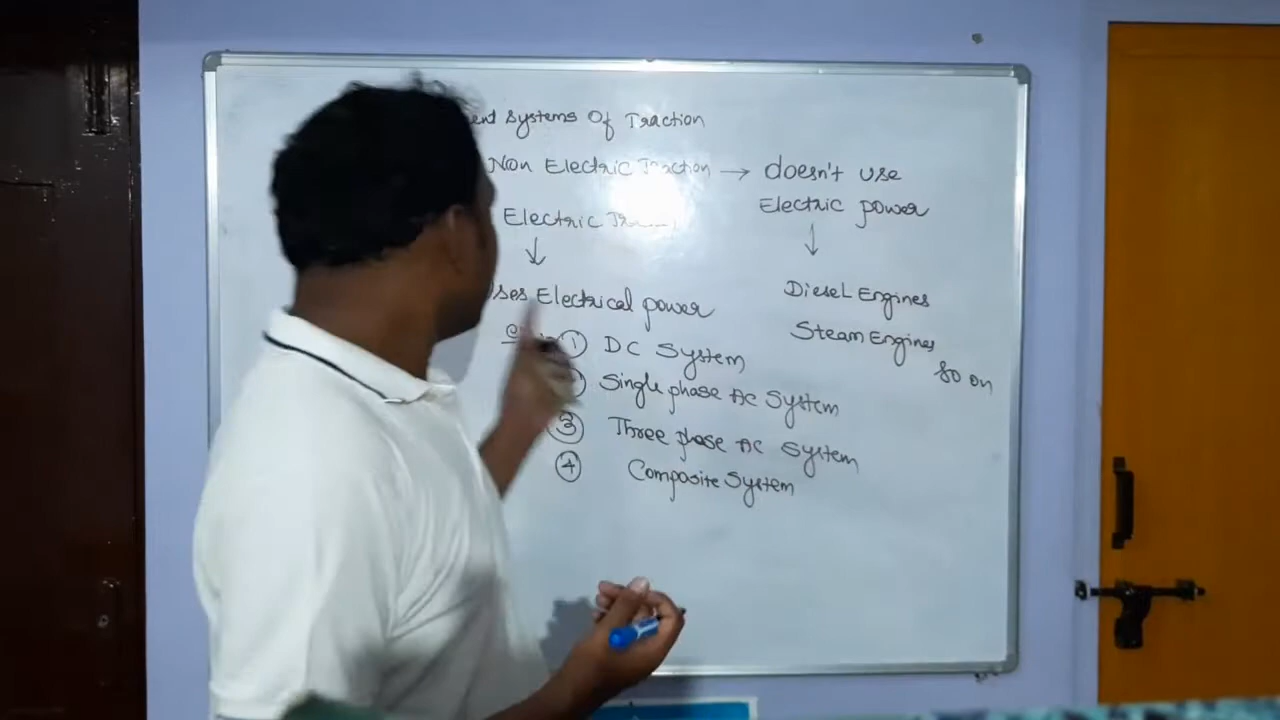 Systems Of Traction
Non Electric Traction → doesn't use
Electric power
Electric
↓
↓
Diesel Engines
Steam Engines
so on
Electrical power
① DC System
Single phase AC System
③ Three phase AC System
④ Composite System